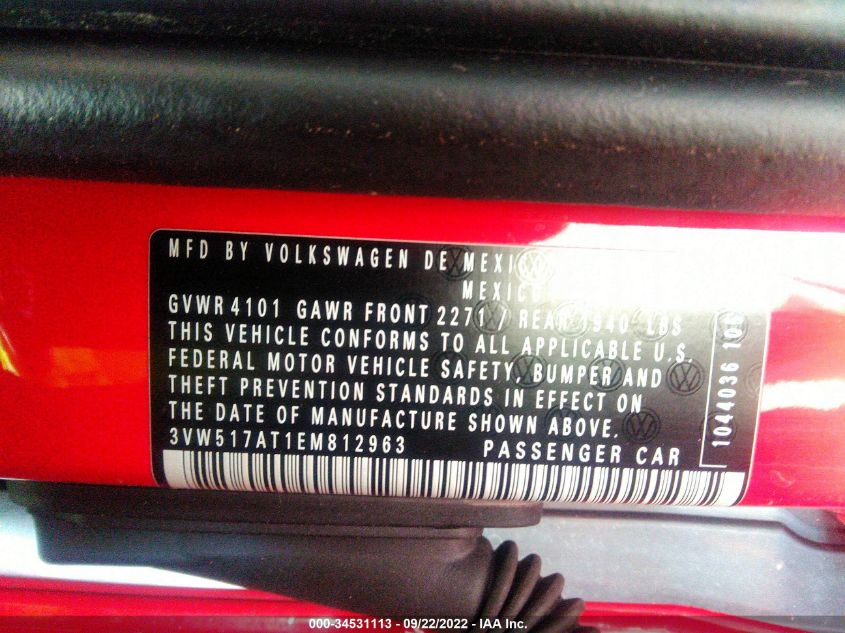 MFD BY VOLKSWAGEN DE MEXI
MEXICO
GVWR 4101 GAWR FRONT 2271 / REAR 1940 LBS
THIS VEHICLE CONFORMS TO ALL APPLICABLE U.S.
FEDERAL MOTOR VEHICLE SAFETY, BUMPER AND
THEFT PREVENTION STANDARDS IN EFFECT ON
THE DATE OF MANUFACTURE SHOWN ABOVE.
3VW517AT1EM812963 PASSENGER CAR
1044036
000-34531113 - 09/22/2022 - IAA Inc.